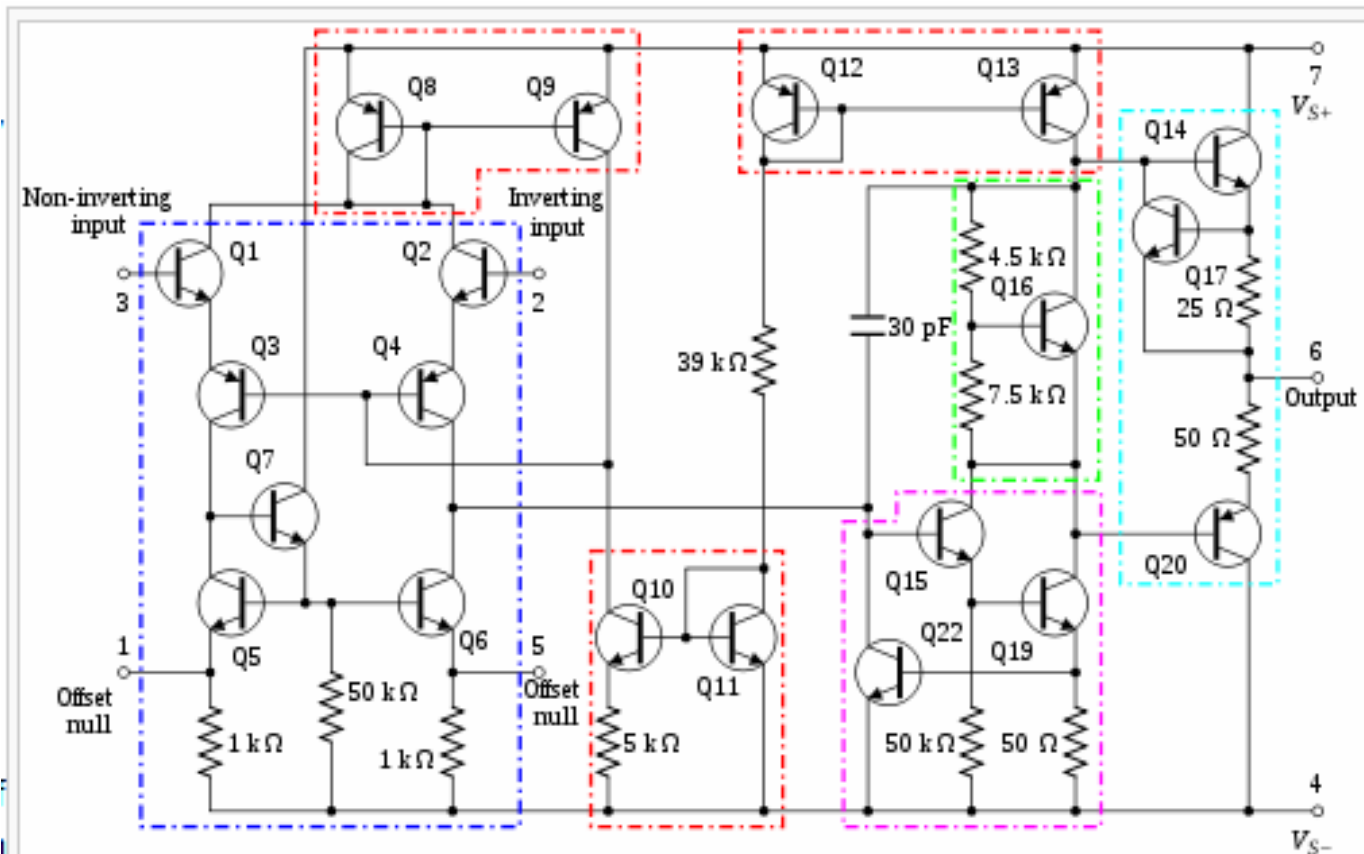 Q8
Q9
Q12
Q13
7
V_S+
Q14
Non-inverting
input
Inverting
input
Q1
Q2
3
2
4.5 kΩ
Q16
Q17
25 Ω
30 pF
Q3
Q4
39 kΩ
6
Output
7.5 kΩ
50 Ω
Q7
Q15
Q20
Q10
Q22
Q19
1
Q5
Q6
5
Q11
Offset
null
50 kΩ
Offset
null
1 kΩ
1 kΩ
5 kΩ
50 kΩ
50 Ω
4
V_S−